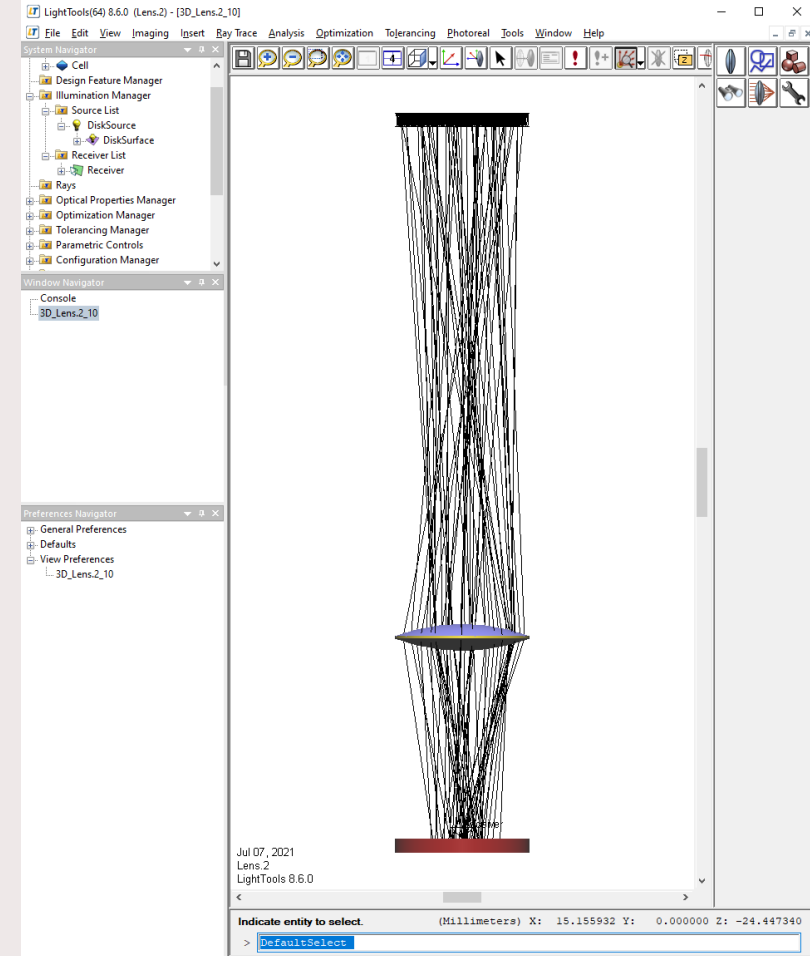 LightTools(64) 8.6.0 (Lens.2) - [3D_Lens.2_10]
File Edit View Imaging Insert Ray Trace Analysis Optimization Tolerancing Photoreal Tools Window Help
System Navigator
Cell
Design Feature Manager
Illumination Manager
Source List
DiskSource
DiskSurface
Receiver List
Receiver
Rays
Optical Properties Manager
Optimization Manager
Tolerancing Manager
Parametric Controls
Configuration Manager
Window Navigator
Console
3D_Lens.2_10
Preferences Navigator
General Preferences
Defaults
View Preferences
3D_Lens.2_10
Jul 07, 2021
Lens.2
LightTools 8.6.0
Indicate entity to select. (Millimeters) X: 15.155932 Y: 0.000000 Z: -24.447340
> DefaultSelect